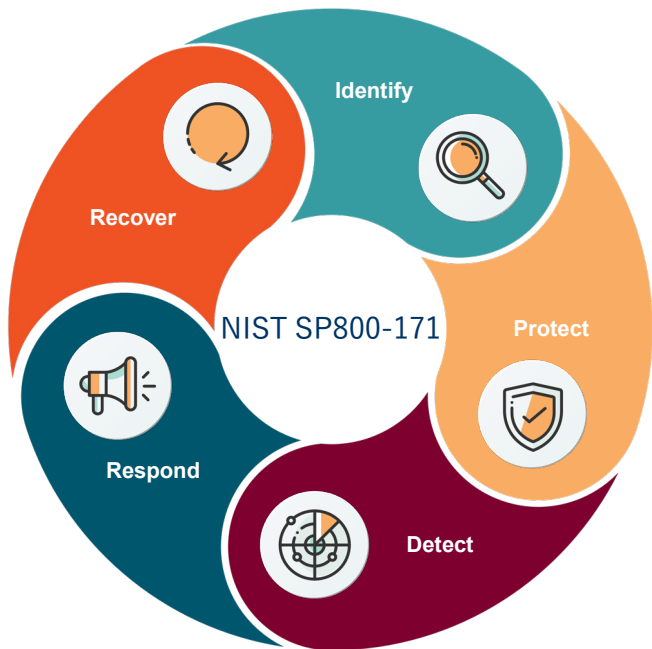 Identify
Recover
NIST SP800-171
Protect
Respond
Detect